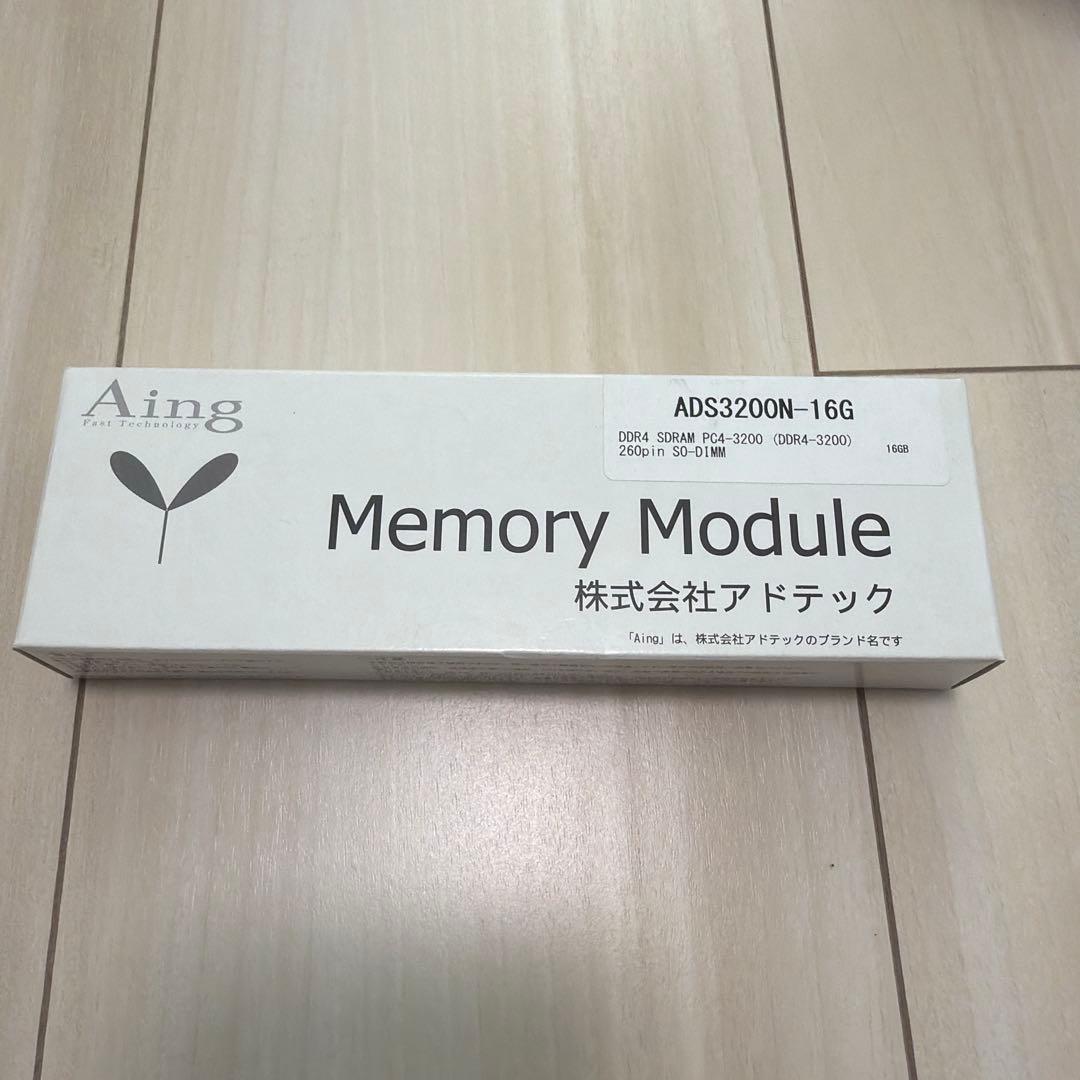 Aing
Fast Technology
ADS3200N-16G
DDR4 SDRAM PC4-3200 (DDR4-3200)
260pin SO-DIMM
16GB
Memory Module
株式会社アドテック
「Aing」は、株式会社アドテックのブランド名です